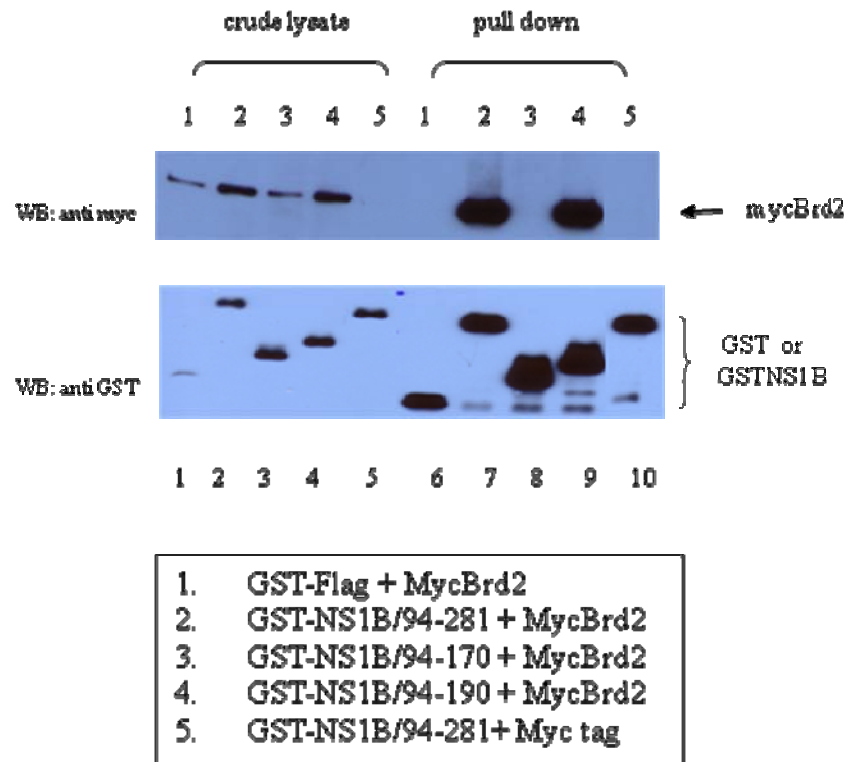 crude lysate pull down
1 2 3 4 5 1 2 3 4 5
WB: anti myc
mycBrd2
WB: anti GST
GST or
GSTNS1B
1 2 3 4 5 6 7 8 9 10
1. GST-Flag + MycBrd2
2. GST-NS1B/94-281 + MycBrd2
3. GST-NS1B/94-170 + MycBrd2
4. GST-NS1B/94-190 + MycBrd2
5. GST-NS1B/94-281+ Myc tag